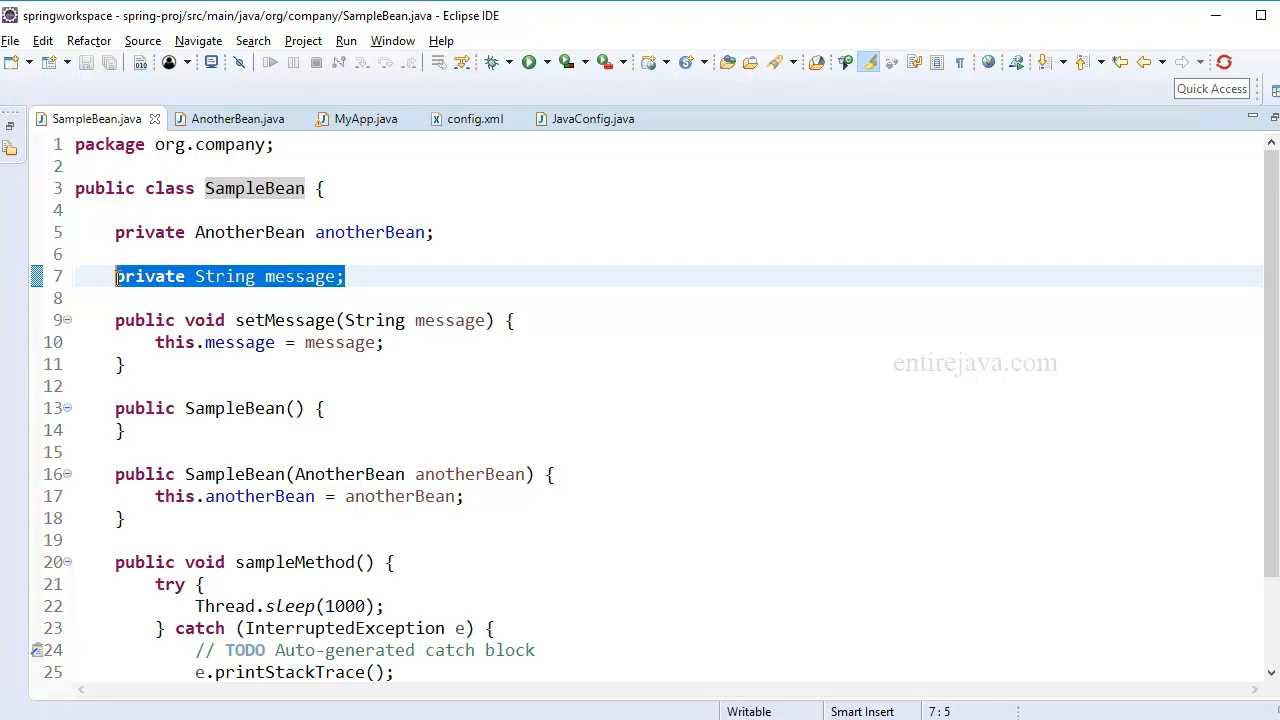 springworkspace - spring-proj/src/main/java/org/company/SampleBean.java - Eclipse IDE
File Edit Refactor Source Navigate Search Project Run Window Help
Quick Access
SampleBean.java AnotherBean.java MyApp.java config.xml JavaConfig.java
1 package org.company;
2
3 public class SampleBean {
4
5 private AnotherBean anotherBean;
6
7 private String message;
8
9 public void setMessage(String message) {
10 this.message = message;
11 }
12
13 public SampleBean() {
14 }
15
16 public SampleBean(AnotherBean anotherBean) {
17 this.anotherBean = anotherBean;
18 }
19
20 public void sampleMethod() {
21 try {
22 Thread.sleep(1000);
23 } catch (InterruptedException e) {
24 // TODO Auto-generated catch block
25 e.printStackTrace();
entirejava.com
Writable Smart Insert 7 : 5